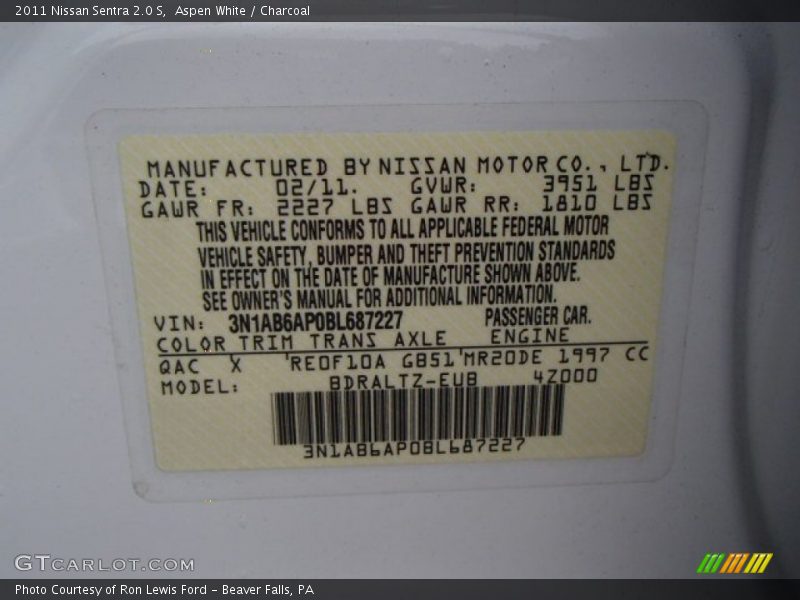 2011 Nissan Sentra 2.0 S,  Aspen White / Charcoal
MANUFACTURED BY NISSAN MOTOR CO., LTD.
DATE: 02/11. GVWR: 3951 LBS
GAWR FR: 2227 LBS GAWR RR: 1810 LBS
THIS VEHICLE CONFORMS TO ALL APPLICABLE FEDERAL MOTOR
VEHICLE SAFETY, BUMPER AND THEFT PREVENTION STANDARDS
IN EFFECT ON THE DATE OF MANUFACTURE SHOWN ABOVE.
SEE OWNER'S MANUAL FOR ADDITIONAL INFORMATION.
VIN: 3N1AB6AP0BL687227 PASSENGER CAR.
COLOR TRIM TRANS AXLE ENGINE
QAC X 'RE0F10A GB51'MR20DE 1997 CC
MODEL: BDRALTZ-EUB 4Z000
3N1AB6AP0BL687227
GTCARLOT.COM
Photo Courtesy of Ron Lewis Ford - Beaver Falls, PA